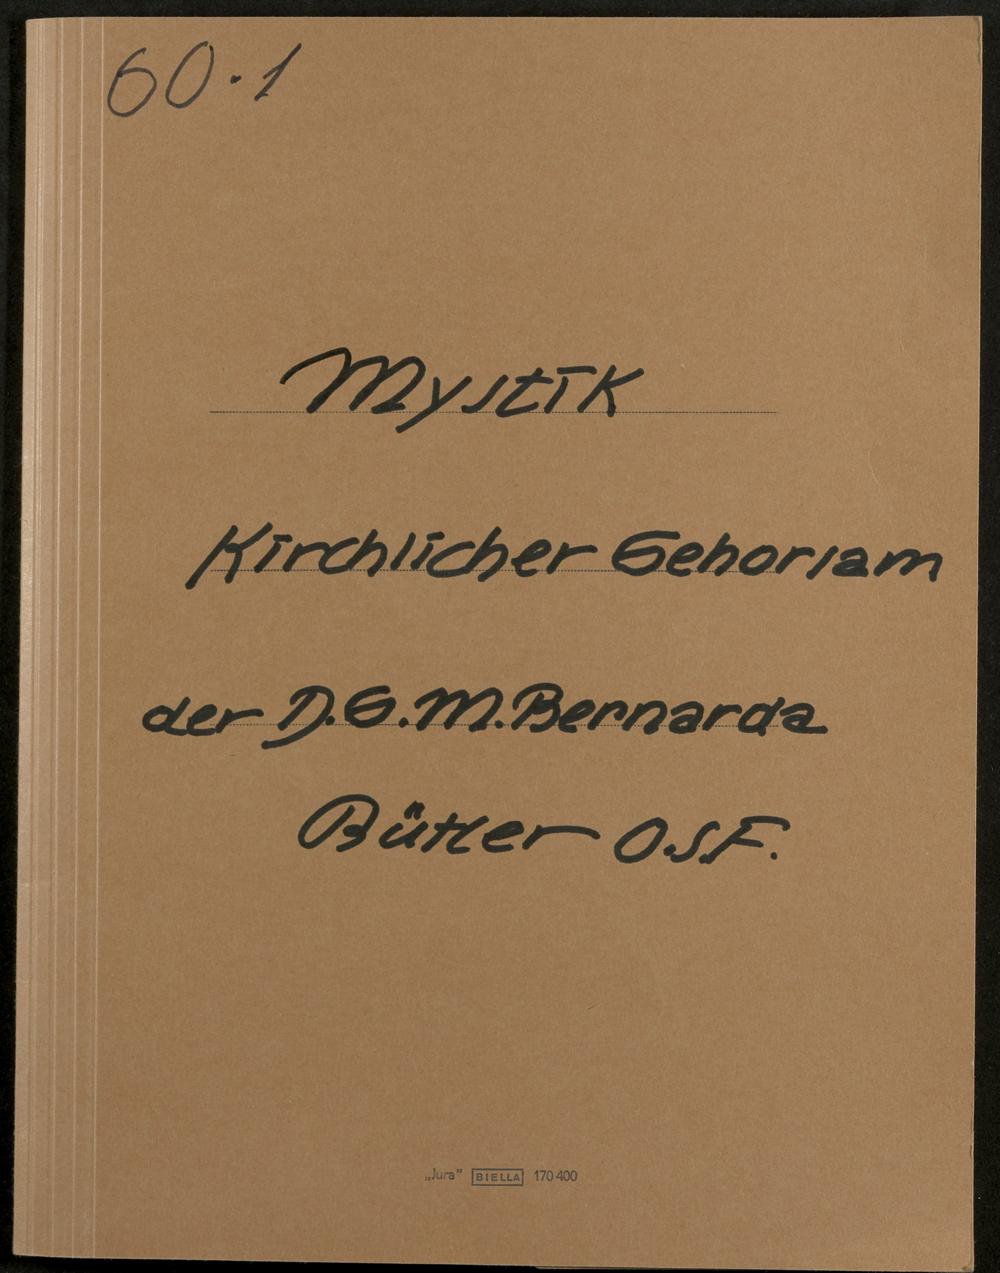 60.1
Mystik
Kirchlicher Gehorsam
der D.G.M. Bernarda
Bütler O.S.F.
„Jura" BIELLA 170 400